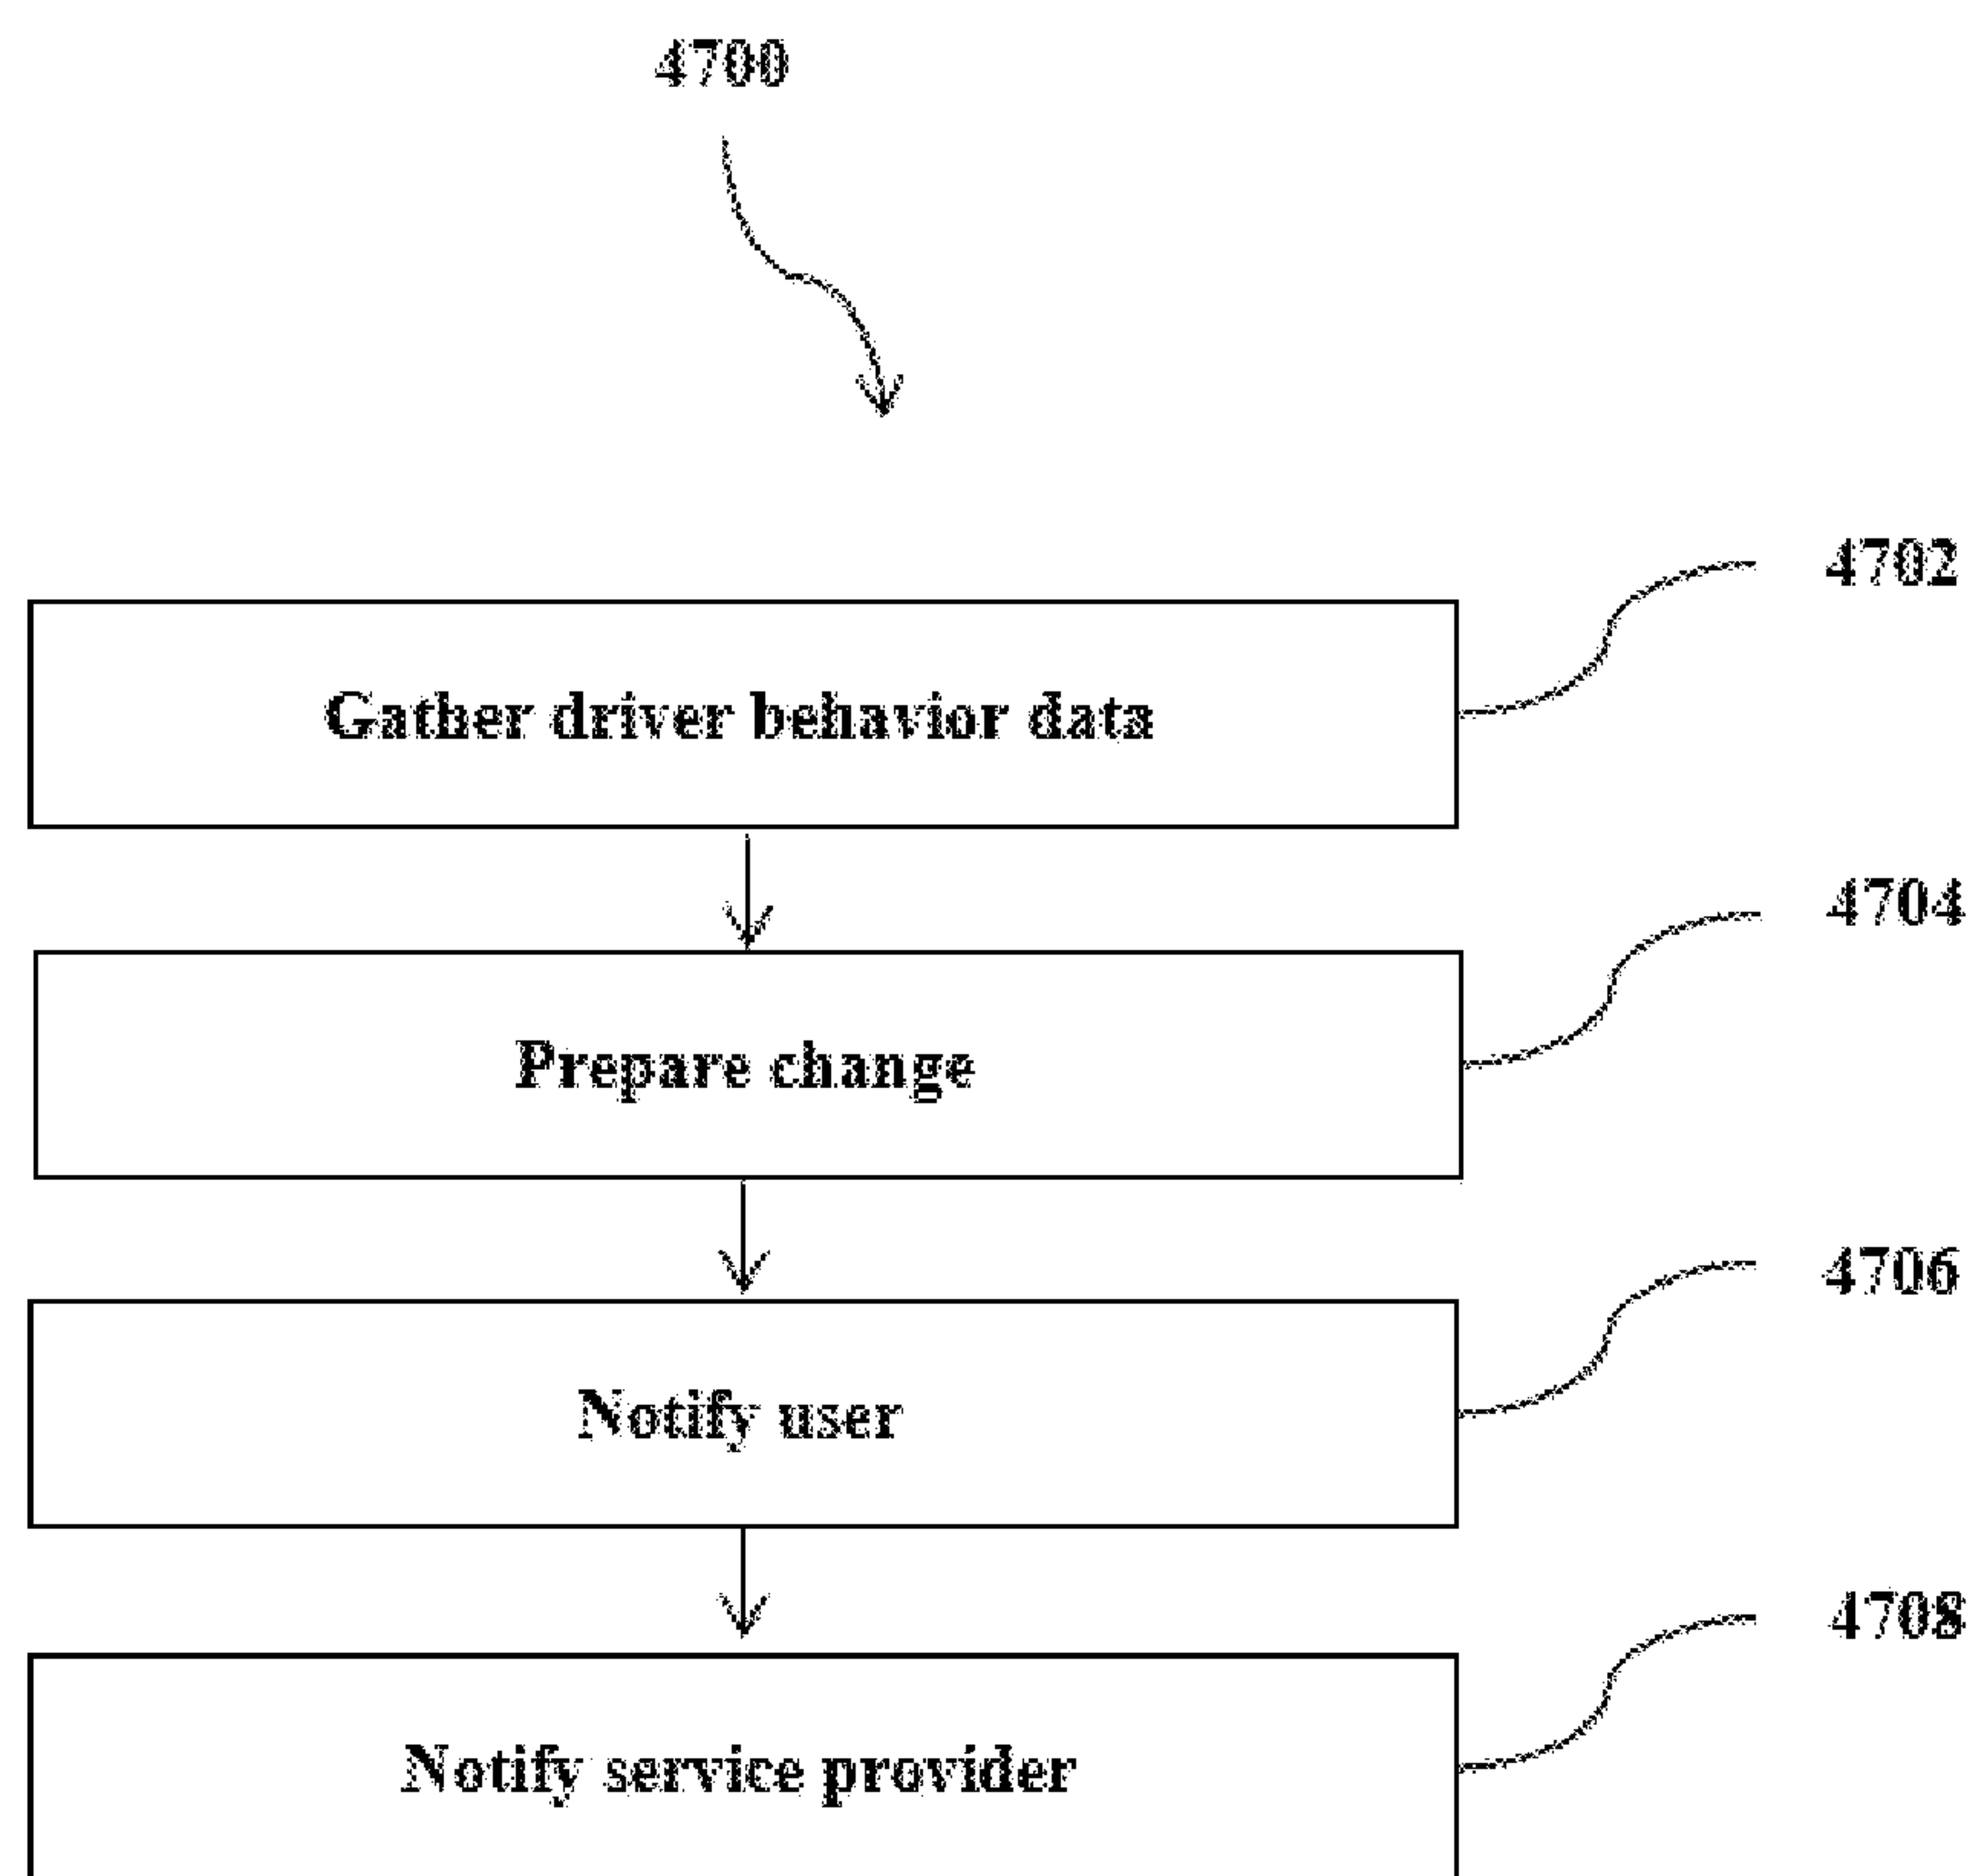 4700
4702
Gather driver behavior data
4704
Prepare change
4706
Notify user
4708
Notify service provider